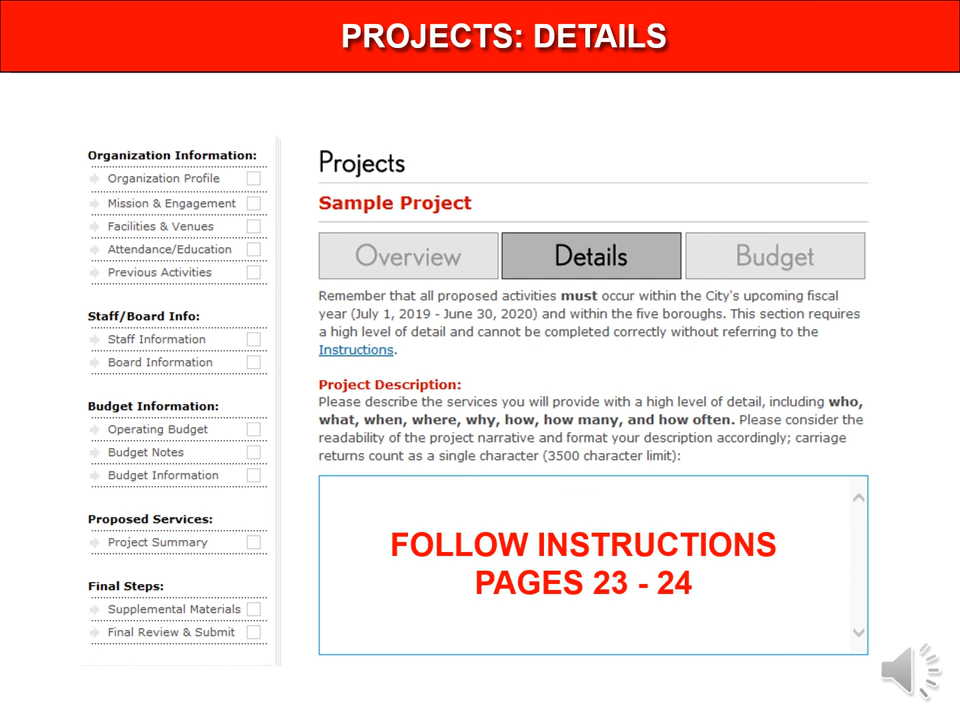 PROJECTS: DETAILS
Organization Information:
Organization Profile
Mission & Engagement
Facilities & Venues
Attendance/Education
Previous Activities
Staff/Board Info:
Staff Information
Board Information
Budget Information:
Operating Budget
Budget Notes
Budget Information
Proposed Services:
Project Summary
Final Steps:
Supplemental Materials
Final Review & Submit
Projects
Sample Project
Overview
Details
Budget
Remember that all proposed activities must occur within the City's upcoming fiscal
year (July 1, 2019 - June 30, 2020) and within the five boroughs. This section requires
a high level of detail and cannot be completed correctly without referring to the
Instructions.
Project Description:
Please describe the services you will provide with a high level of detail, including who,
what, when, where, why, how, how many, and how often. Please consider the
readability of the project narrative and format your description accordingly; carriage
returns count as a single character (3500 character limit):
FOLLOW INSTRUCTIONS
PAGES 23 - 24